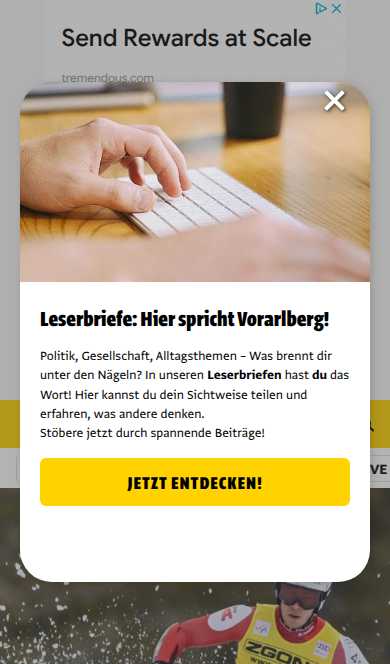 Send Rewards at Scale
tremendous.com
Leserbriefe: Hier spricht Vorarlberg!
Politik, Gesellschaft, Alltagsthemen – Was brennt dir
unter den Nägeln? In unseren Leserbriefen hast du das
Wort! Hier kannst du dein Sichtweise teilen und
erfahren, was andere denken.
Stöbere jetzt durch spannende Beiträge!
JETZT ENTDECKEN!
VE
ZGON